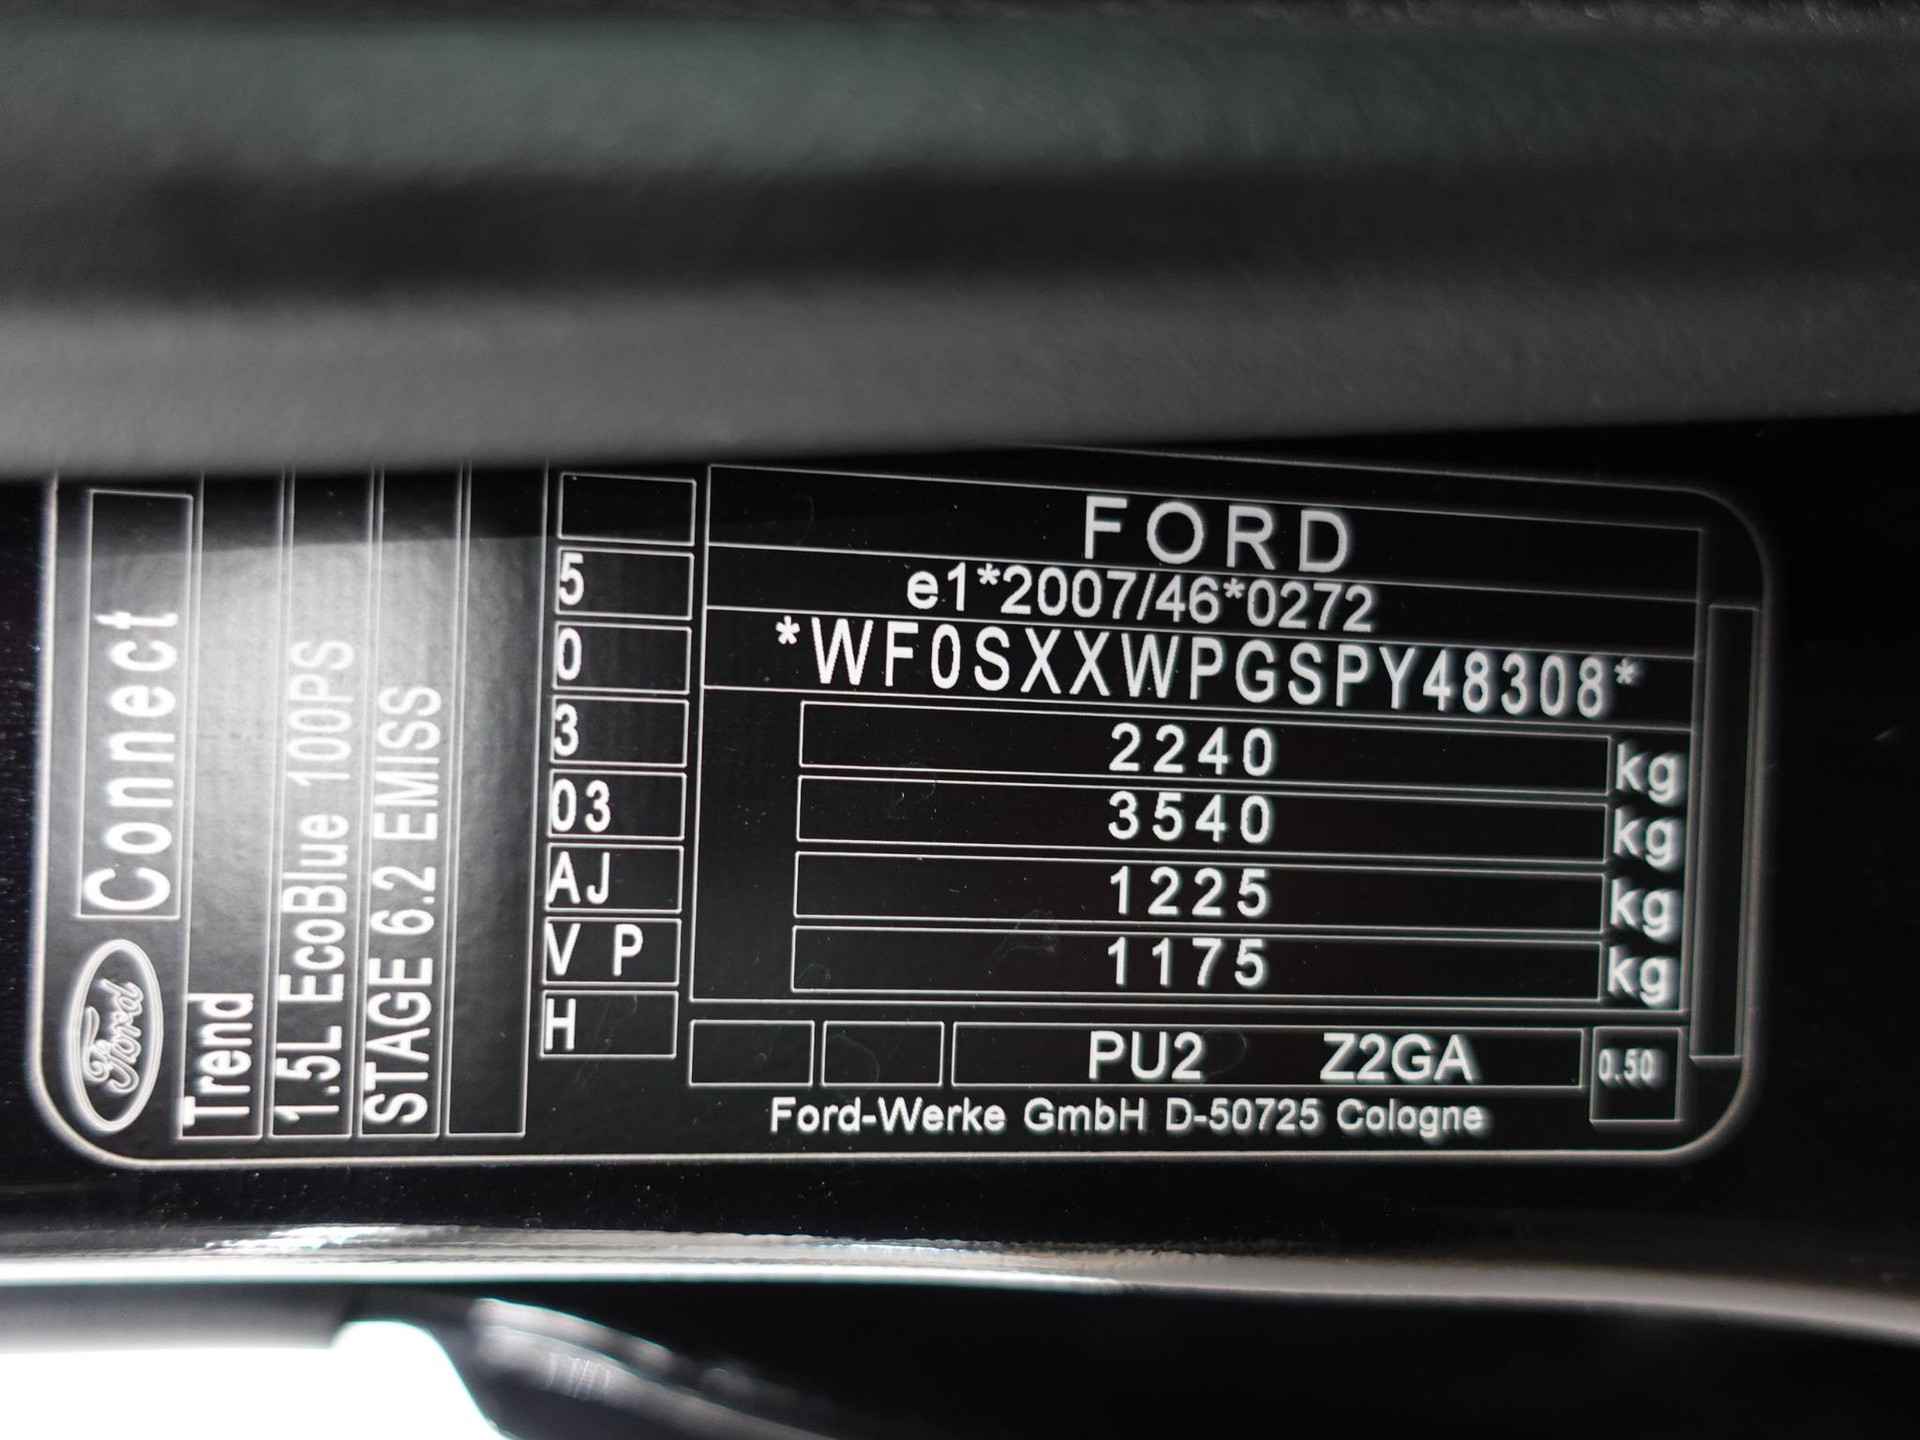 FORD
e1*2007/46*0272
*WF0SXXWPGSPY48308*
2240 kg
3540 kg
1225 kg
1175 kg
PU2 Z2GA 0.50
Ford-Werke GmbH D-50725 Cologne
5
0
3
03
AJ
V P
H
Ford Connect
Trend
1.5L EcoBlue 100PS
STAGE 6.2 EMISS